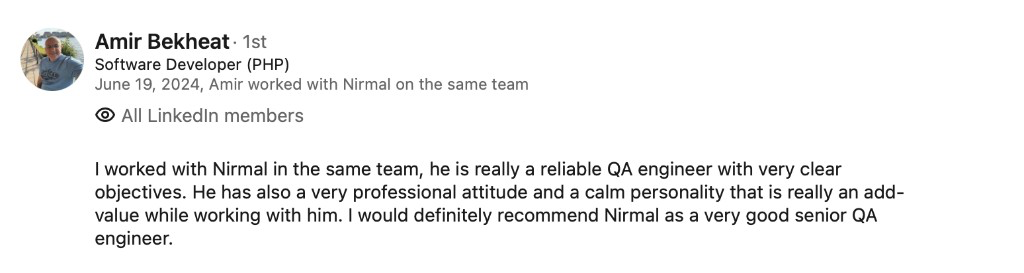 Amir Bekheat · 1st
Software Developer (PHP)
June 19, 2024, Amir worked with Nirmal on the same team
All LinkedIn members
I worked with Nirmal in the same team, he is really a reliable QA engineer with very clear
objectives. He has also a very professional attitude and a calm personality that is really an add-
value while working with him. I would definitely recommend Nirmal as a very good senior QA
engineer.